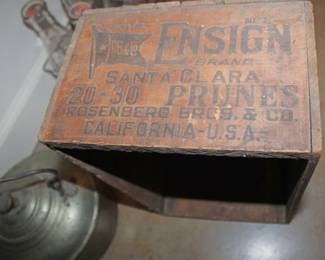 ENSIGN
BRAND
SANTA CLARA
20-30 PRUNES
ROSENBERG BROS. & CO.
CALIFORNIA-U.S.A.